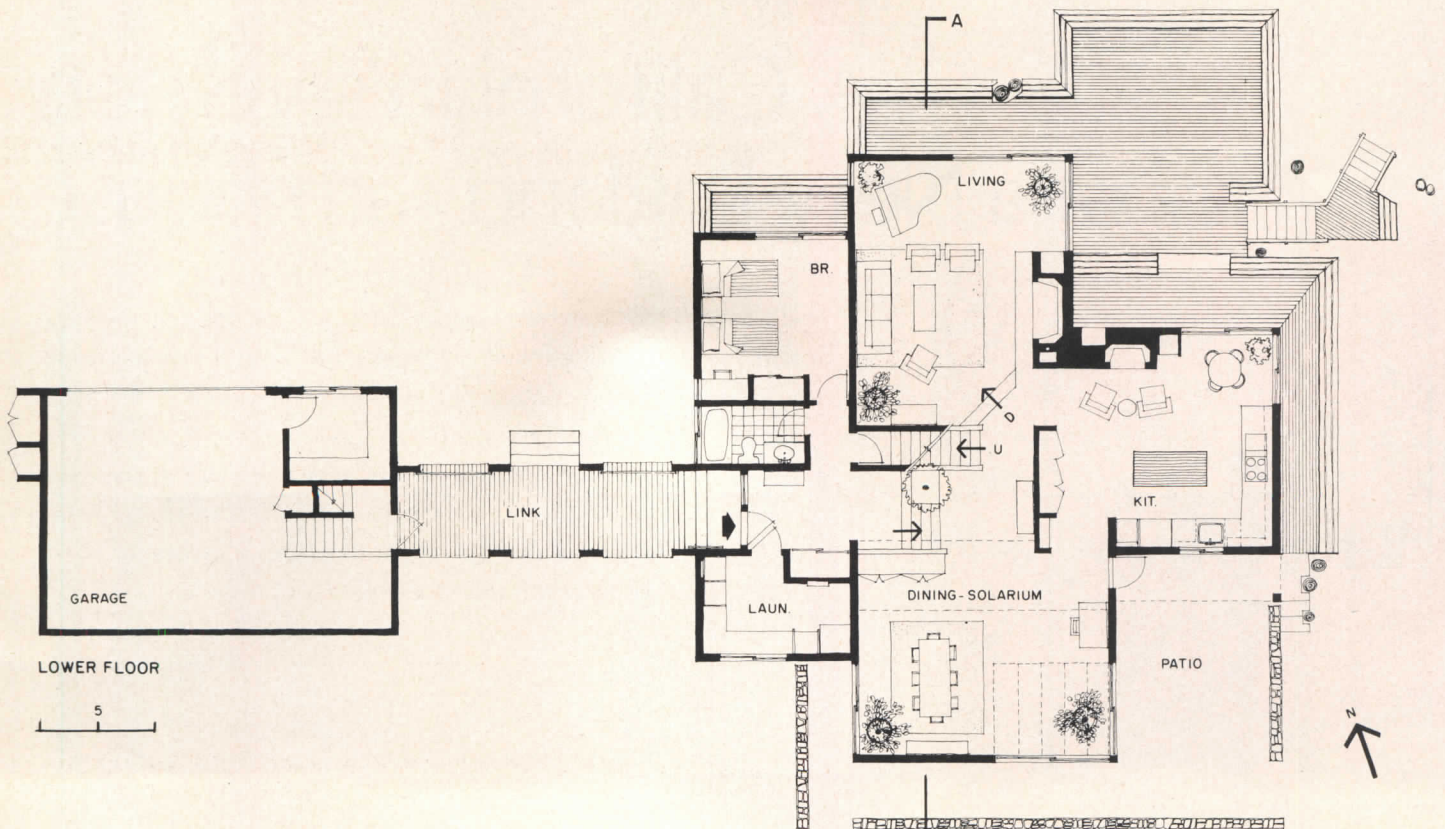 A
LIVING
BR.
D
U
LINK
KIT.
GARAGE
DINING-SOLARIUM
LAUN.
PATIO
LOWER FLOOR
5
N